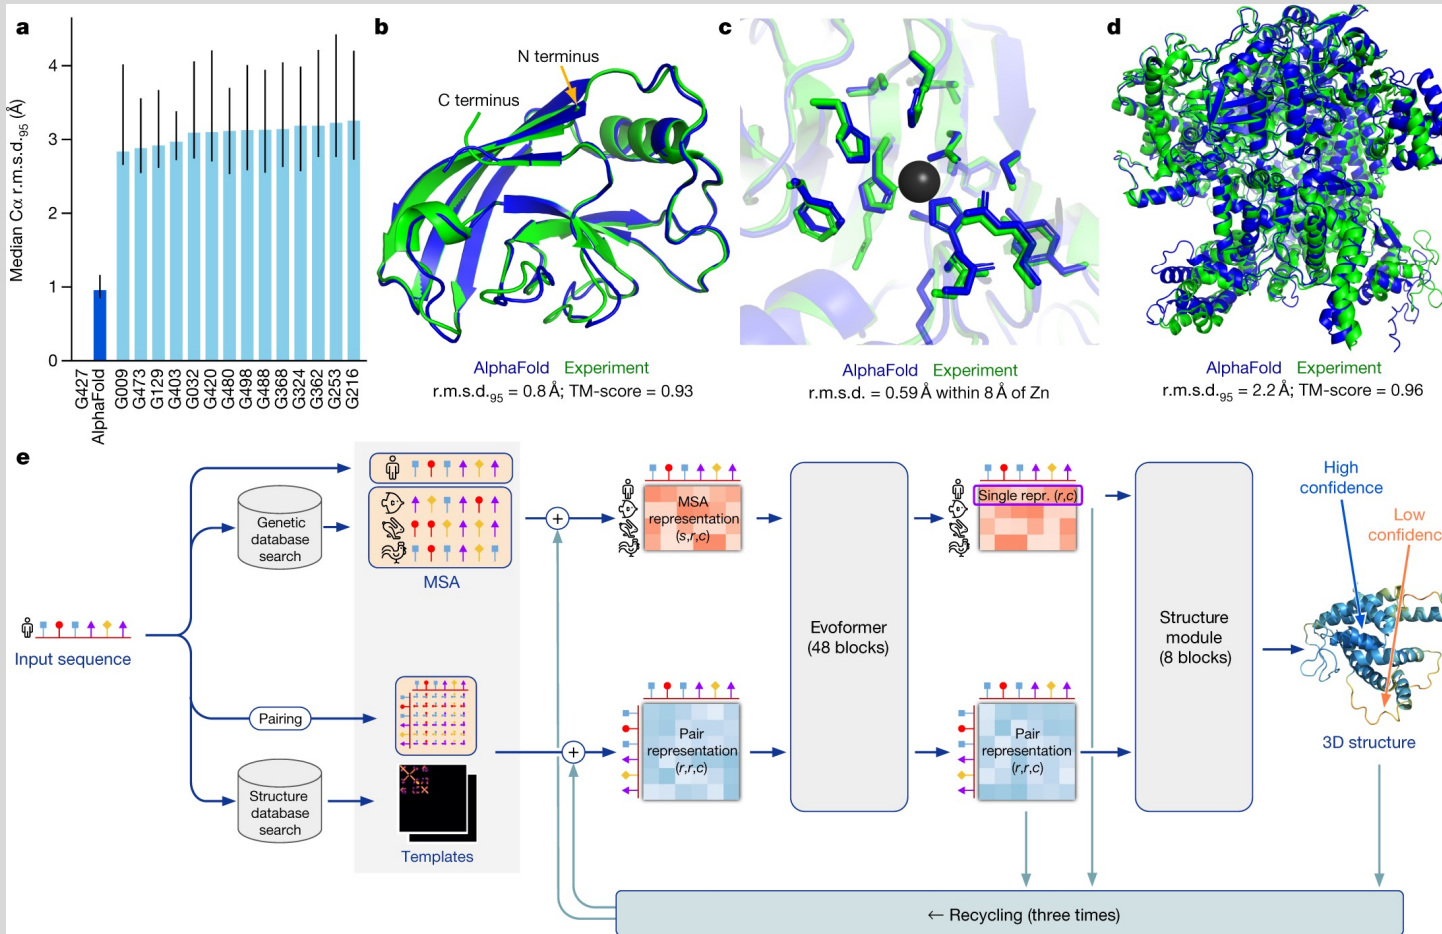 a
Median Cα r.m.s.d.95 (Å)
4
3
2
1
0
G427
AlphaFold
G009
G473
G129
G403
G032
G420
G480
G498
G488
G368
G324
G362
G253
G216
b
N terminus
C terminus
AlphaFold Experiment
r.m.s.d.95 = 0.8 Å; TM-score = 0.93
c
AlphaFold Experiment
r.m.s.d. = 0.59 Å within 8 Å of Zn
d
AlphaFold Experiment
r.m.s.d.95 = 2.2 Å; TM-score = 0.96
e
Input sequence
Genetic
database
search
MSA
Pairing
Structure
database
search
Templates
+
+
MSA
representation
(s,r,c)
Pair
representation
(r,r,c)
Evoformer
(48 blocks)
Single repr. (r,c)
Pair
representation
(r,r,c)
Structure
module
(8 blocks)
High
confidence
Low
confidenc
3D structure
← Recycling (three times)